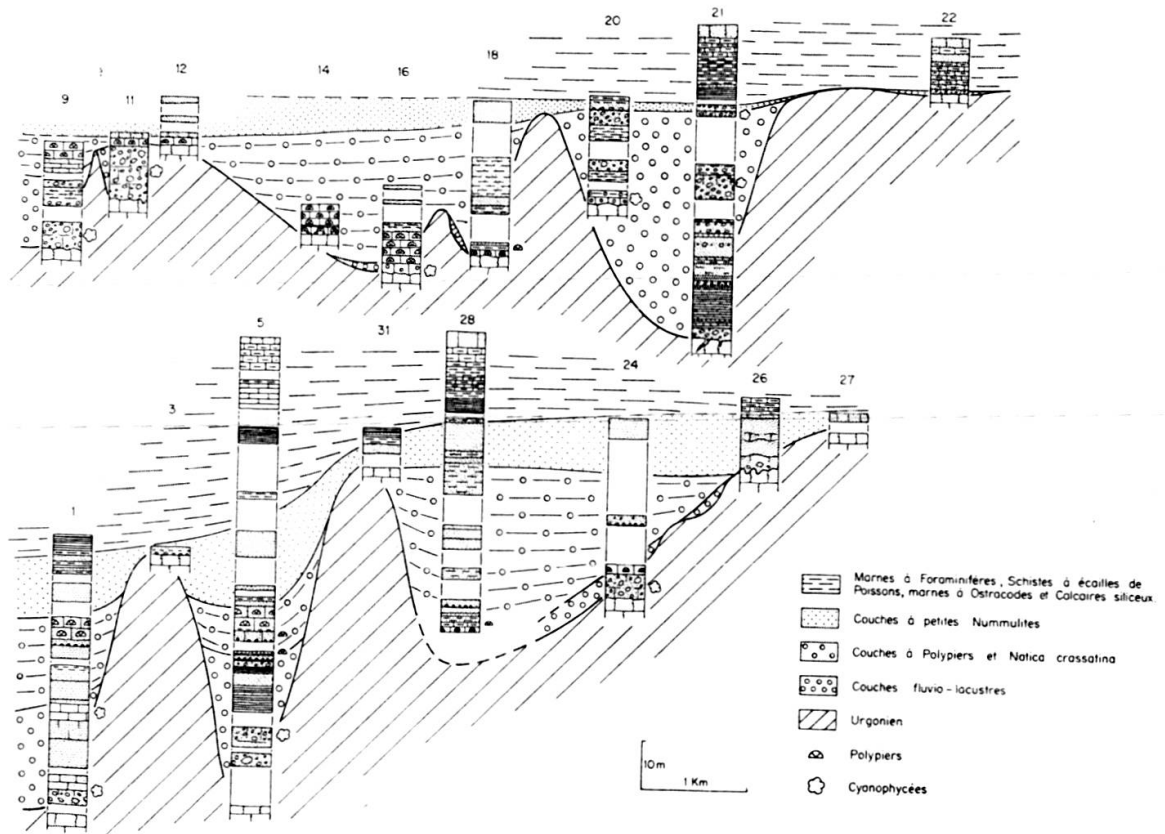 21
22
20
18
12
14
16
9
11
5
31
28
24
26
27
3
1
Marnes à Foraminifères, Schistes à écailles de
Poissons, marnes à Ostracodes et Calcaires siliceux.
Couches à petites Nummulites
Couches à Polypiers et Natica crassatina
Couches fluvio-lacustres
Urgonien
Polypiers
Cyanophycées
10m
1 Km